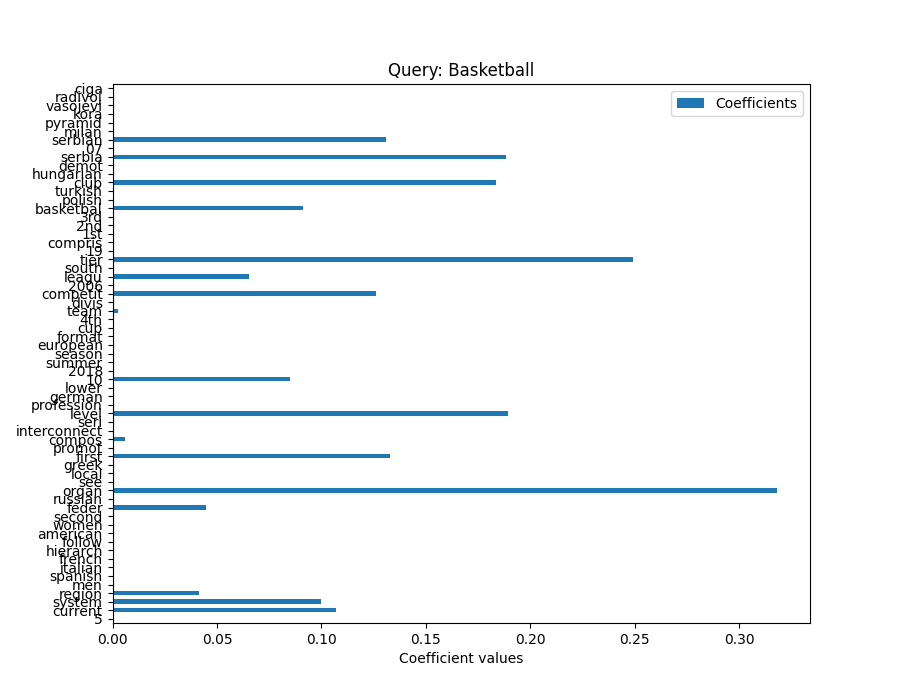 Query: Basketball
Coefficients
ciga
radivoj
vasojevi
kora
pyramid
milan
serbian
07
serbia
demot
hungarian
club
turkish
polish
basketbal
3rd
2nd
1st
compris
19
tier
south
leagu
2006
competit
divis
team
4th
cup
format
european
season
summer
2018
10
lower
german
profession
level
seri
interconnect
compos
promot
first
greek
local
see
organ
russian
feder
second
women
american
follow
hierarch
french
italian
spanish
men
region
system
current
5
0.00 0.05 0.10 0.15 0.20 0.25 0.30
Coefficient values